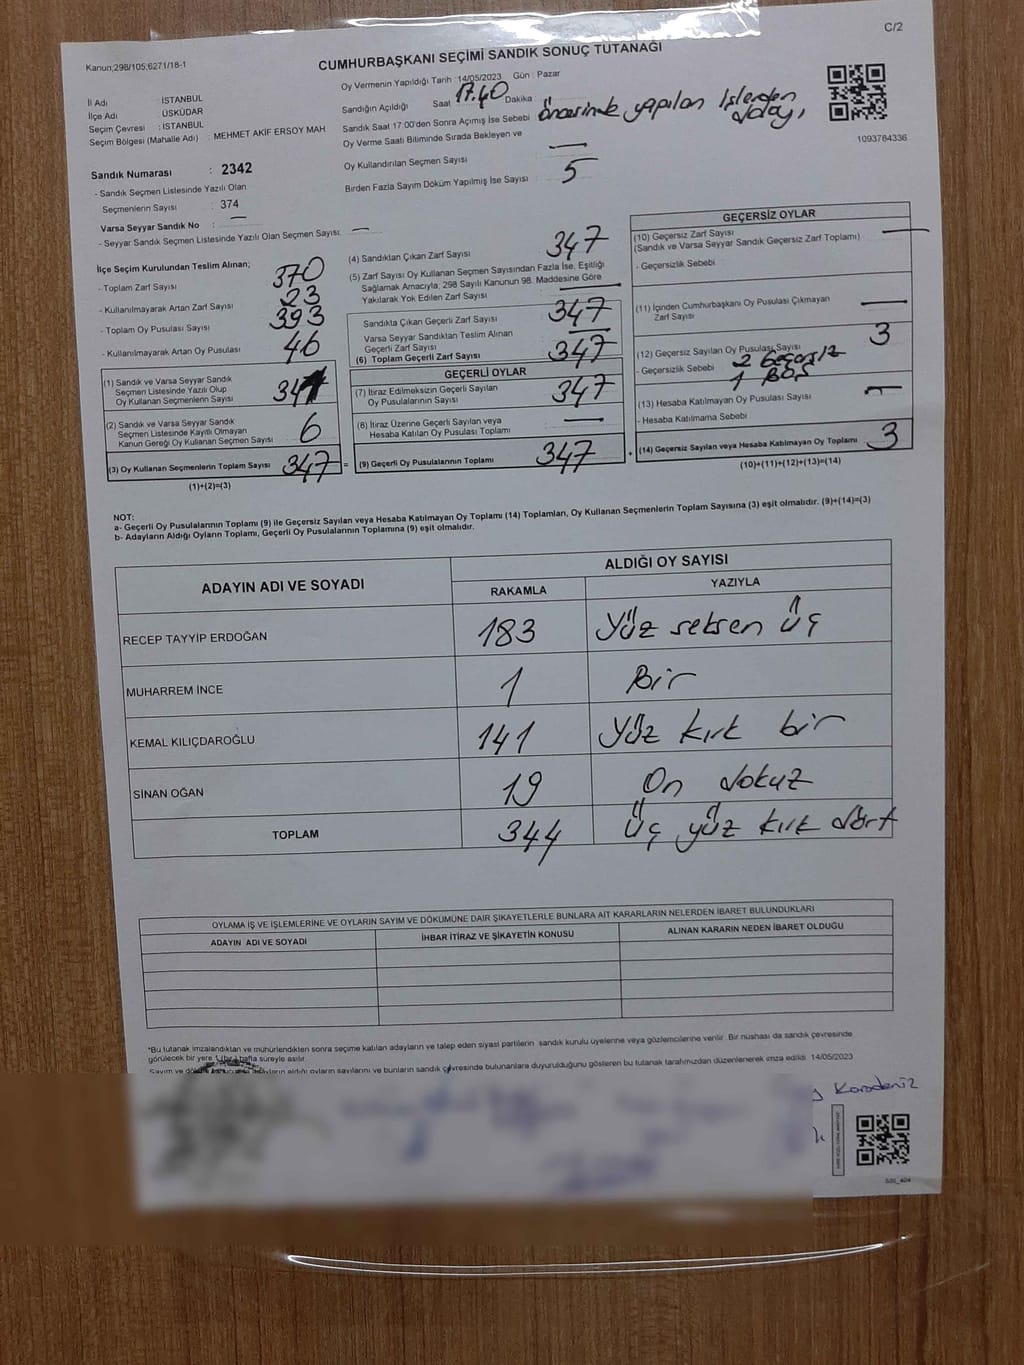 C/2
Kanun;298/105;6271/18-1
CUMHURBAŞKANI SEÇİMİ SANDIK SONUÇ TUTANAĞI
İl Adı : İSTANBUL
İlçe Adı : ÜSKÜDAR
Seçim Çevresi : İSTANBUL
Seçim Bölgesi (Mahalle Adı) : MEHMET AKİF ERSOY MAH
Sandık Numarası : 2342
- Sandık Seçmen Listesinde Yazılı Olan
Seçmenlerin Sayısı : 374
Varsa Seyyar Sandık No : —
- Seyyar Sandık Seçmen Listesinde Yazılı Olan Seçmen Sayısı: —
Oy Vermenin Yapıldığı Tarih :14/05/2023 Gün : Pazar
Sandığın Açıldığı Saat 17.40 Dakika
Sandık Saat 17:00'den Sonra Açımış İse Sebebi : öncesinde yapılan işlerden dolayı
Oy Verme Saati Bitiminde Sırada Bekleyen ve
Oy Kullandırılan Seçmen Sayısı : —
Birden Fazla Sayım Döküm Yapılmış İse Sayısı : 5
1093764336
İlçe Seçim Kurulundan Teslim Alınan;
- Toplam Zarf Sayısı : 370
- Kullanılmayarak Artan Zarf Sayısı : 23
- Toplam Oy Pusulası Sayısı : 393
- Kullanılmayarak Artan Oy Pusulası : 46
(1) Sandık ve Varsa Seyyar Sandık
Seçmen Listesinde Yazılı Olup
Oy Kullanan Seçmenlerin Sayısı
(2) Sandık ve Varsa Seyyar Sandık
Seçmen Listesinde Kayıtlı Olmayan
Kanun Gereği Oy Kullanan Seçmen Sayısı 6
(3) Oy Kullanan Seçmenlerin Toplam Sayısı 347 =
(1)+(2)=(3)
(4) Sandıktan Çıkan Zarf Sayısı : 347
(5) Zarf Sayısı Oy Kullanan Seçmen Sayısından Fazla İse, Eşitliği
Sağlamak Amacıyla, 298 Sayılı Kanunun 98. Maddesine Göre
Yakılarak Yok Edilen Zarf Sayısı : —
Sandıkta Çıkan Geçerli Zarf Sayısı : 347
Varsa Seyyar Sandıktan Teslim Alınan
Geçerli Zarf Sayısı : —
(6) Toplam Geçerli Zarf Sayısı : 347
GEÇERLİ OYLAR
(7) İtiraz Edilmeksizin Geçerli Sayılan
Oy Pusulalarının Sayısı : 347
(8) İtiraz Üzerine Geçerli Sayılan veya
Hesaba Katılan Oy Pusulası Toplamı : —
(9) Geçerli Oy Pusulalarının Toplamı 347 +
GEÇERSİZ OYLAR
(10) Geçersiz Zarf Sayısı : —
(Sandık ve Varsa Seyyar Sandık Geçersiz Zarf Toplamı)
- Geçersizlik Sebebi
(11) İçinden Cumhurbaşkanı Oy Pusulası Çıkmayan
Zarf Sayısı : —
(12) Geçersiz Sayılan Oy Pusulası Sayısı : 3
- Geçersizlik Sebebi 2 Geçersiz
1 BOŞ
(13) Hesaba Katılmayan Oy Pusulası Sayısı : —
- Hesaba Katılmama Sebebi
(14) Geçersiz Sayılan veya Hesaba Katılmayan Oy Toplamı 3
(10)+(11)+(12)+(13)=(14)
NOT:
a- Geçerli Oy Pusulalarının Toplamı (9) ile Geçersiz Sayılan veya Hesaba Katılmayan Oy Toplamı (14) Toplamları, Oy Kullanan Seçmenlerin Toplam Sayısına (3) eşit olmalıdır. (9)+(14)=(3)
b- Adayların Aldığı Oyların Toplamı, Geçerli Oy Pusulalarının Toplamına (9) eşit olmalıdır.
ADAYIN ADI VE SOYADI
ALDIĞI OY SAYISI
RAKAMLA YAZIYLA
RECEP TAYYİP ERDOĞAN 183 Yüz seksen üç
MUHARREM İNCE 1 Bir
KEMAL KILIÇDAROĞLU 141 Yüz kırk bir
SİNAN OĞAN 19 On dokuz
TOPLAM 344 Üç yüz kırk dört
OYLAMA İŞ VE İŞLEMLERİNE VE OYLARIN SAYIM VE DÖKÜMÜNE DAİR ŞİKAYETLERLE BUNLARA AİT KARARLARIN NELERDEN İBARET BULUNDUKLARI
ADAYIN ADI VE SOYADI İHBAR İTİRAZ VE ŞİKAYETİN KONUSU ALINAN KARARIN NEDEN İBARET OLDUĞU
*Bu tutanak imzalandıktan ve mühürlendikten sonra seçime katılan adayların ve talep eden siyasi partilerin sandık kurulu üyelerine veya gözlemcilerine verilir. Bir nüshası da sandık çevresinde
görülecek bir yere 1 (bir) hafta süreyle asılır.
Sayım ve döküm adayların aldığı oyların sayılarını ve bunların sandık çevresinde bulunanlara duyurulduğunu gösteren bu tutanak tarafımızdan düzenlenerek imza edildi. 14/05/2023
Karadeniz